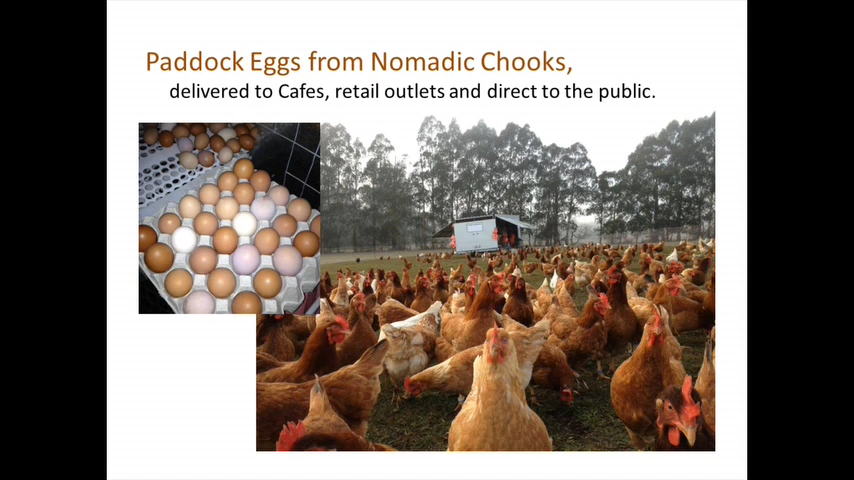 Paddock Eggs from Nomadic Chooks,
delivered to Cafes, retail outlets and direct to the public.